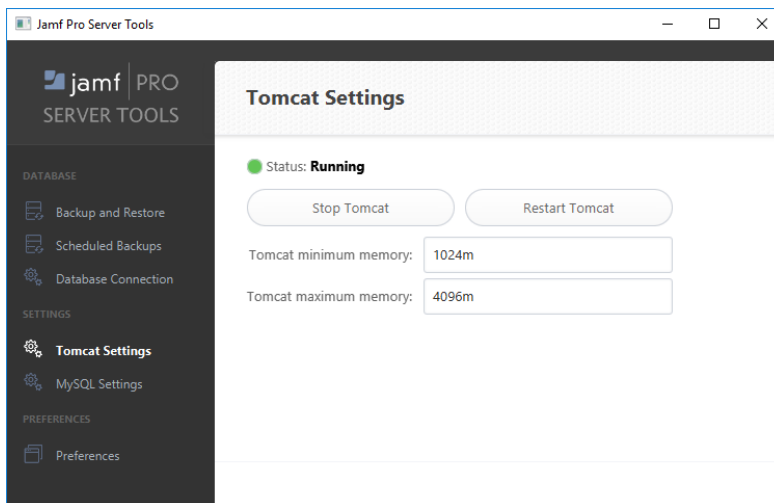 Jamf Pro Server Tools
jamf PRO
SERVER TOOLS
DATABASE
Backup and Restore
Scheduled Backups
Database Connection
SETTINGS
Tomcat Settings
MySQL Settings
PREFERENCES
Preferences
Tomcat Settings
Status: Running
Stop Tomcat
Restart Tomcat
Tomcat minimum memory: 1024m
Tomcat maximum memory: 4096m